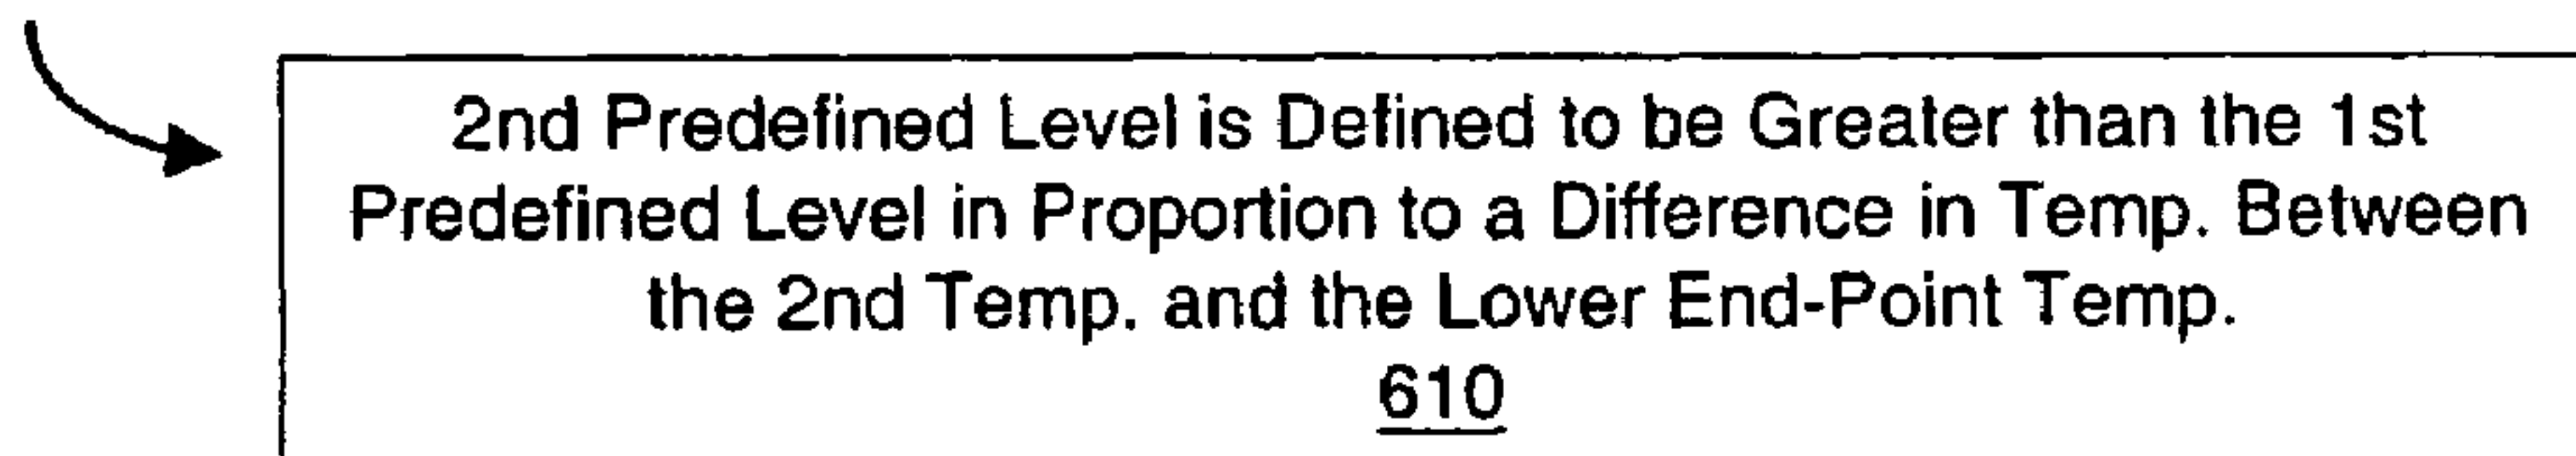 2nd Predefined Level is Defined to be Greater than the 1st
Predefined Level in Proportion to a Difference in Temp. Between
the 2nd Temp. and the Lower End-Point Temp.
610